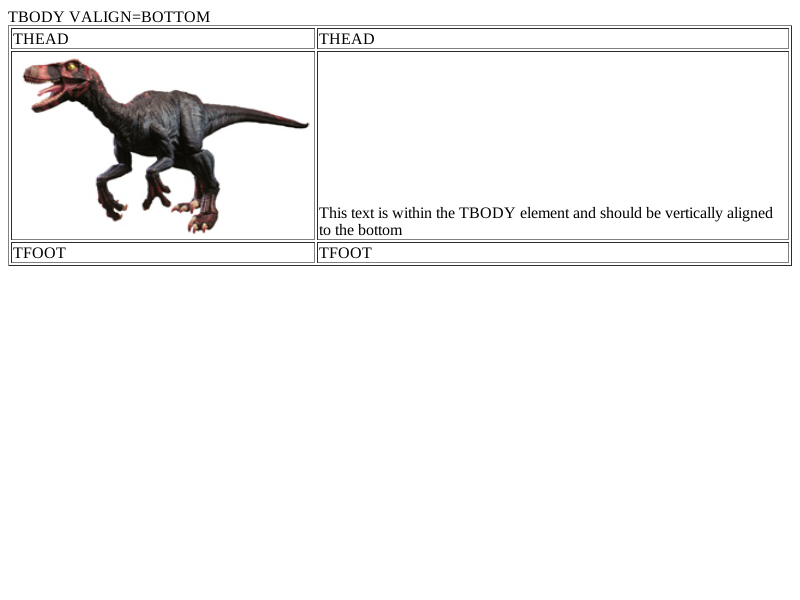 TBODY VALIGN=BOTTOM
THEAD THEAD
This text is within the TBODY element and should be vertically aligned
to the bottom
TFOOT TFOOT